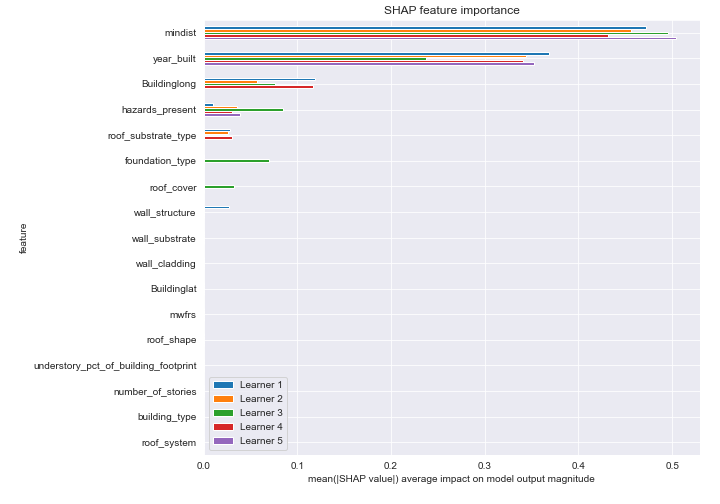 SHAP feature importance
mindist
year_built
Buildinglong
hazards_present
roof_substrate_type
foundation_type
roof_cover
wall_structure
wall_substrate
wall_cladding
Buildinglat
mwfrs
roof_shape
understory_pct_of_building_footprint
number_of_stories
building_type
roof_system
feature
Learner 1
Learner 2
Learner 3
Learner 4
Learner 5
0.0 0.1 0.2 0.3 0.4 0.5
mean(|SHAP value|) average impact on model output magnitude